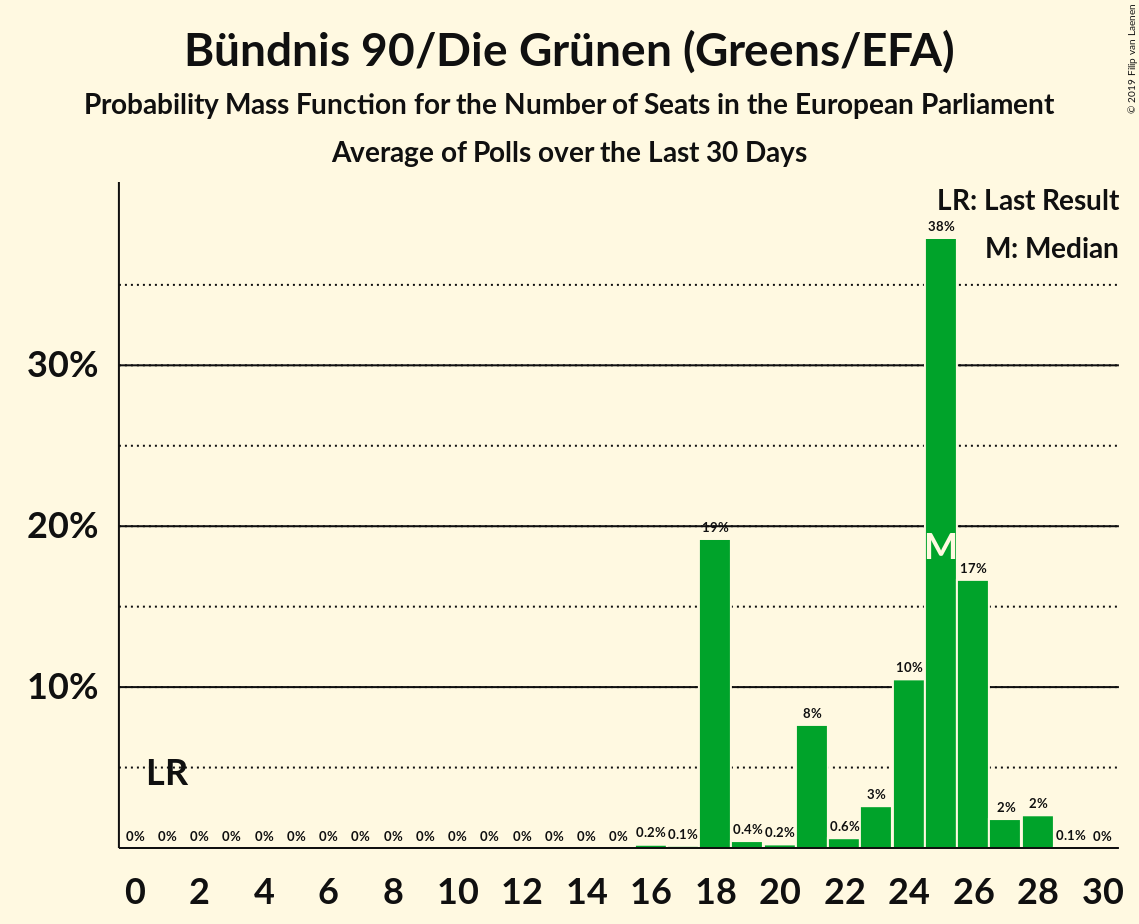 Bündnis 90/Die Grünen (Greens/EFA)
Probability Mass Function for the Number of Seats in the European Parliament
Average of Polls over the Last 30 Days
© 2019 Filip van Laenen
LR: Last Result
M: Median
30%
20%
10%
LR
M
0% 0% 0% 0% 0% 0% 0% 0% 0% 0% 0% 0% 0% 0% 0% 0% 0.2% 0.1% 19% 0.4% 0.2% 8% 0.6% 3% 10% 38% 17% 2% 2% 0.1% 0%
0 2 4 6 8 10 12 14 16 18 20 22 24 26 28 30